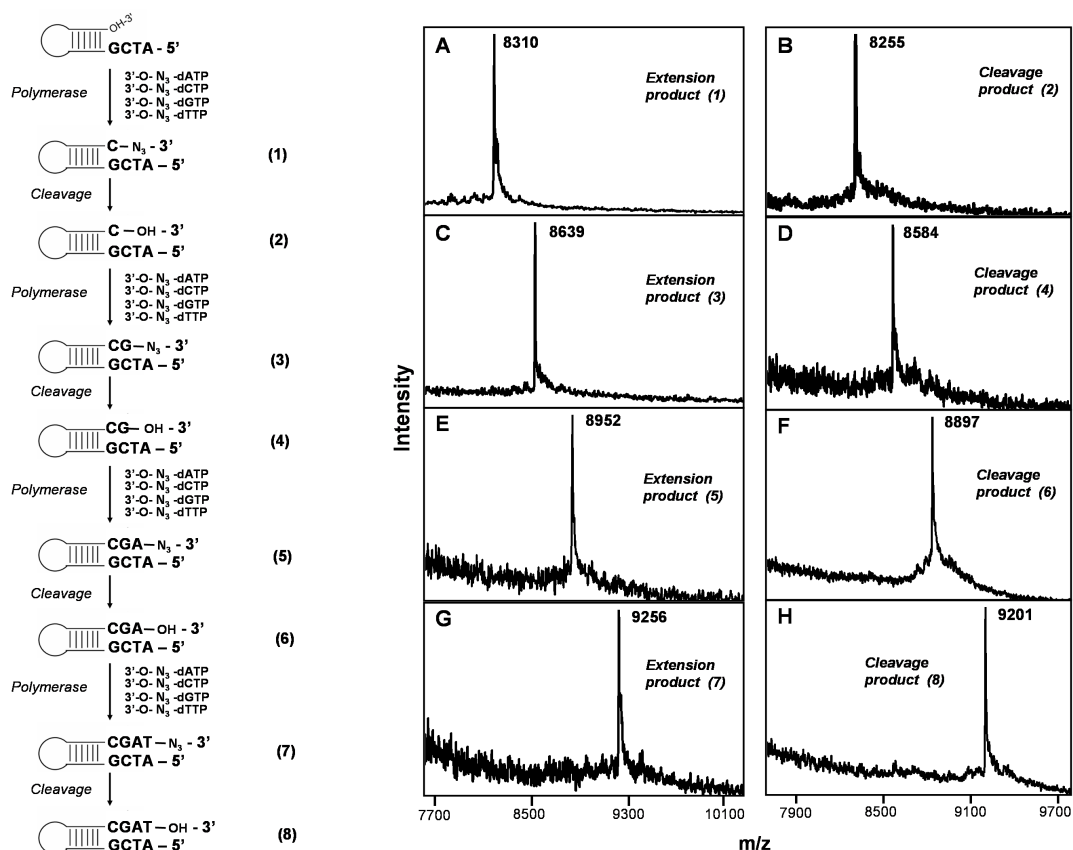 OH-3'
GCTA - 5'
Polymerase
3'-O- N3 -dATP
3'-O- N3 -dCTP
3'-O- N3 -dGTP
3'-O- N3 -dTTP
C – N3 - 3'
GCTA – 5'
(1)
Cleavage
C – OH - 3'
GCTA – 5'
(2)
Polymerase
3'-O- N3 -dATP
3'-O- N3 -dCTP
3'-O- N3 -dGTP
3'-O- N3 -dTTP
CG – N3 - 3'
GCTA – 5'
(3)
Cleavage
CG– OH - 3'
GCTA – 5'
(4)
Polymerase
3'-O- N3 -dATP
3'-O- N3 -dCTP
3'-O- N3 -dGTP
3'-O- N3 -dTTP
CGA– N3 - 3'
GCTA – 5'
(5)
Cleavage
CGA– OH - 3'
GCTA – 5'
(6)
Polymerase
3'-O- N3 -dATP
3'-O- N3 -dCTP
3'-O- N3 -dGTP
3'-O- N3 -dTTP
CGAT – N3 - 3'
GCTA – 5'
(7)
Cleavage
CGAT – OH - 3'
GCTA – 5'
(8)
Intensity
A
8310
Extension
product (1)
B
8255
Cleavage
product (2)
C
8639
Extension
product (3)
D
8584
Cleavage
product (4)
E
8952
Extension
product (5)
F
8897
Cleavage
product (6)
G
9256
Extension
product (7)
H
9201
Cleavage
product (8)
7700 8500 9300 10100
7900 8500 9100 9700
m/z